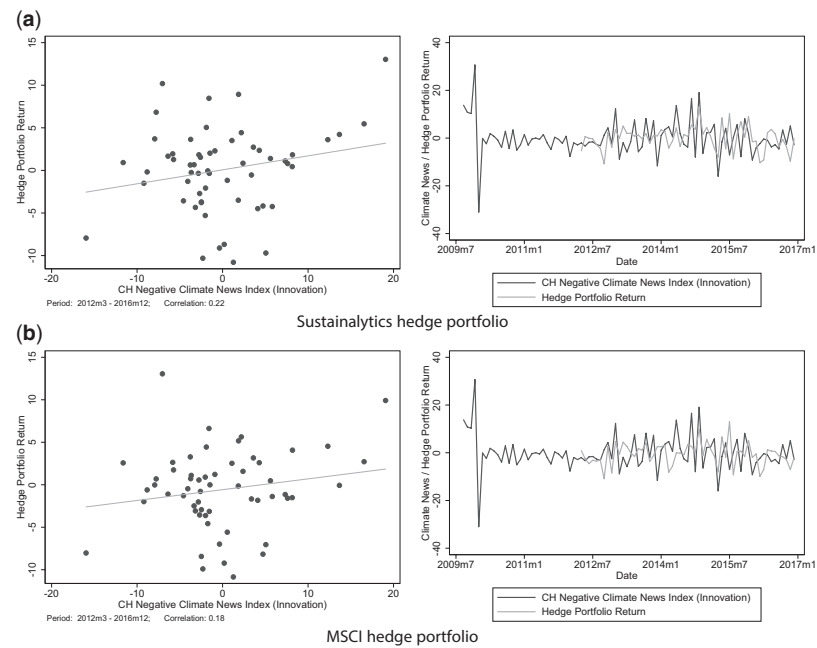 (a)
Hedge Portfolio Return
15
10
5
0
-5
-10
-20
-10
0
10
20
CH Negative Climate News Index (Innovation)
Period: 2012m3 - 2016m12; Correlation: 0.22
Climate News / Hedge Portfolio Return
40
20
0
-20
-40
2009m7
2011m1
2012m7
2014m1
2015m7
2017m1
Date
CH Negative Climate News Index (Innovation)
Hedge Portfolio Return
Sustainalytics hedge portfolio
(b)
Hedge Portfolio Return
15
10
5
0
-5
-10
-20
-10
0
10
20
CH Negative Climate News Index (Innovation)
Period: 2012m3 - 2016m12; Correlation: 0.18
Climate News / Hedge Portfolio Return
40
20
0
-20
-40
2009m7
2011m1
2012m7
2014m1
2015m7
2017m1
Date
CH Negative Climate News Index (Innovation)
Hedge Portfolio Return
MSCI hedge portfolio